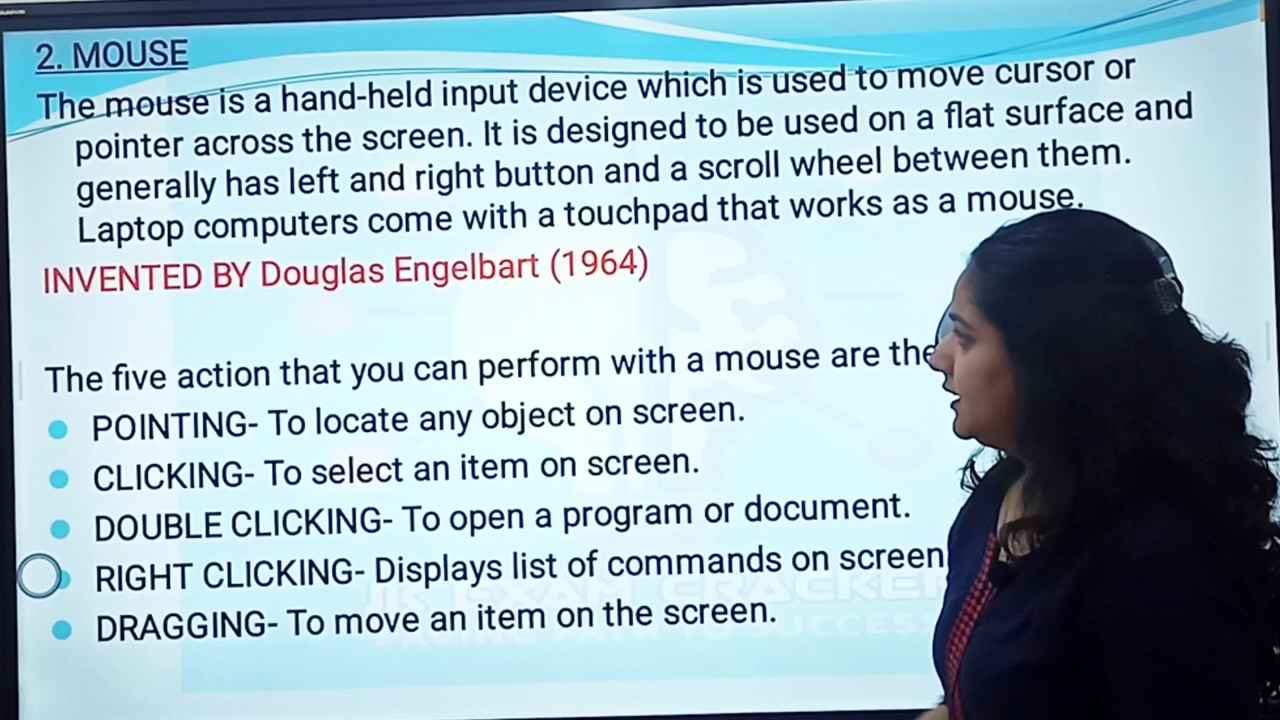 2. MOUSE
The mouse is a hand-held input device which is used to move cursor or
pointer across the screen. It is designed to be used on a flat surface and
generally has left and right button and a scroll wheel between them.
Laptop computers come with a touchpad that works as a mouse.
INVENTED BY Douglas Engelbart (1964)
The five action that you can perform with a mouse are the
POINTING- To locate any object on screen.
CLICKING- To select an item on screen.
DOUBLE CLICKING- To open a program or document.
RIGHT CLICKING- Displays list of commands on screen
JK EXAM CRACKER
DRAGGING- To move an item on the screen.
SUCCESS